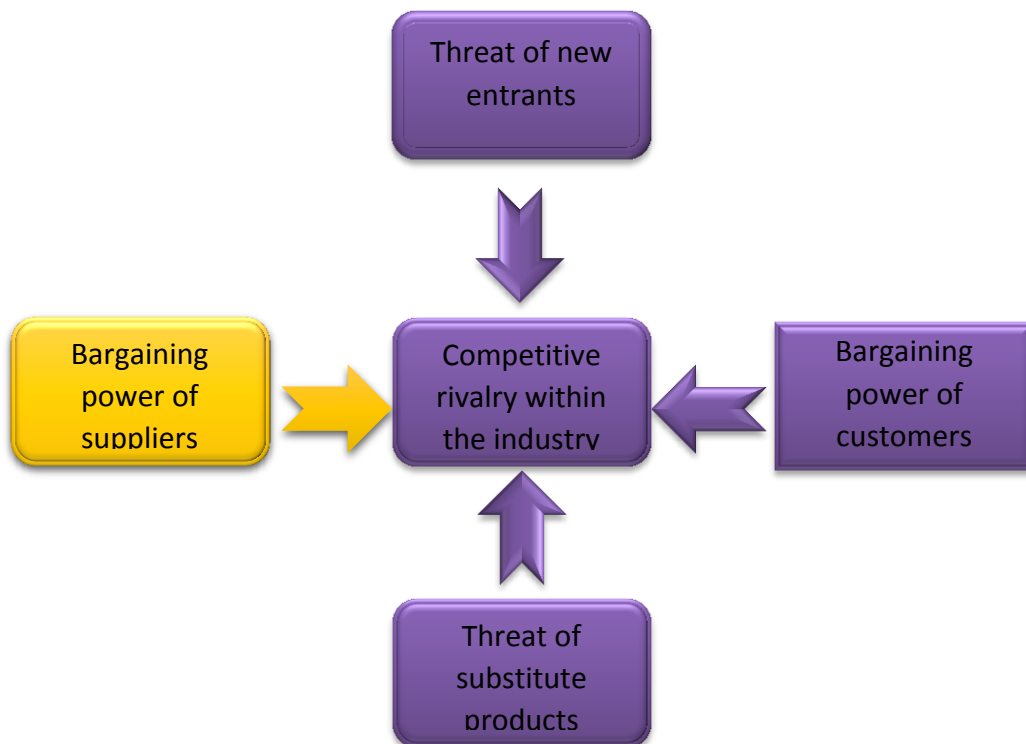 Threat of new
entrants
Bargaining
power of
suppliers
Competitive
rivalry within
the industry
Bargaining
power of
customers
Threat of
substitute
products